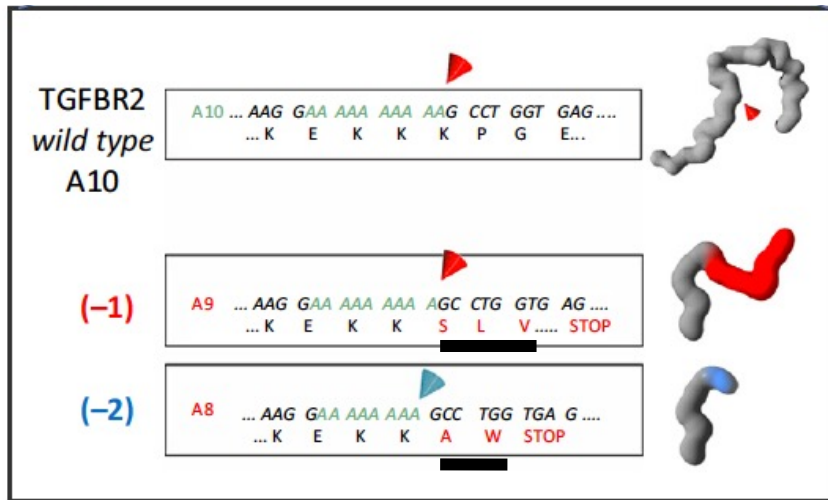 TGFBR2
wild type
A10
A10 ... AAG GAA AAA AAA AAG CCT GGT GAG....
... K E K K K P G E...
(–1)
A9 ... AAG GAA AAA AAA AGC CTG GTG AG ....
... K E K K S L V..... STOP
(–2)
A8 ... AAG GAA AAA AAA GCC TGG TGA G ....
... K E K K A W STOP